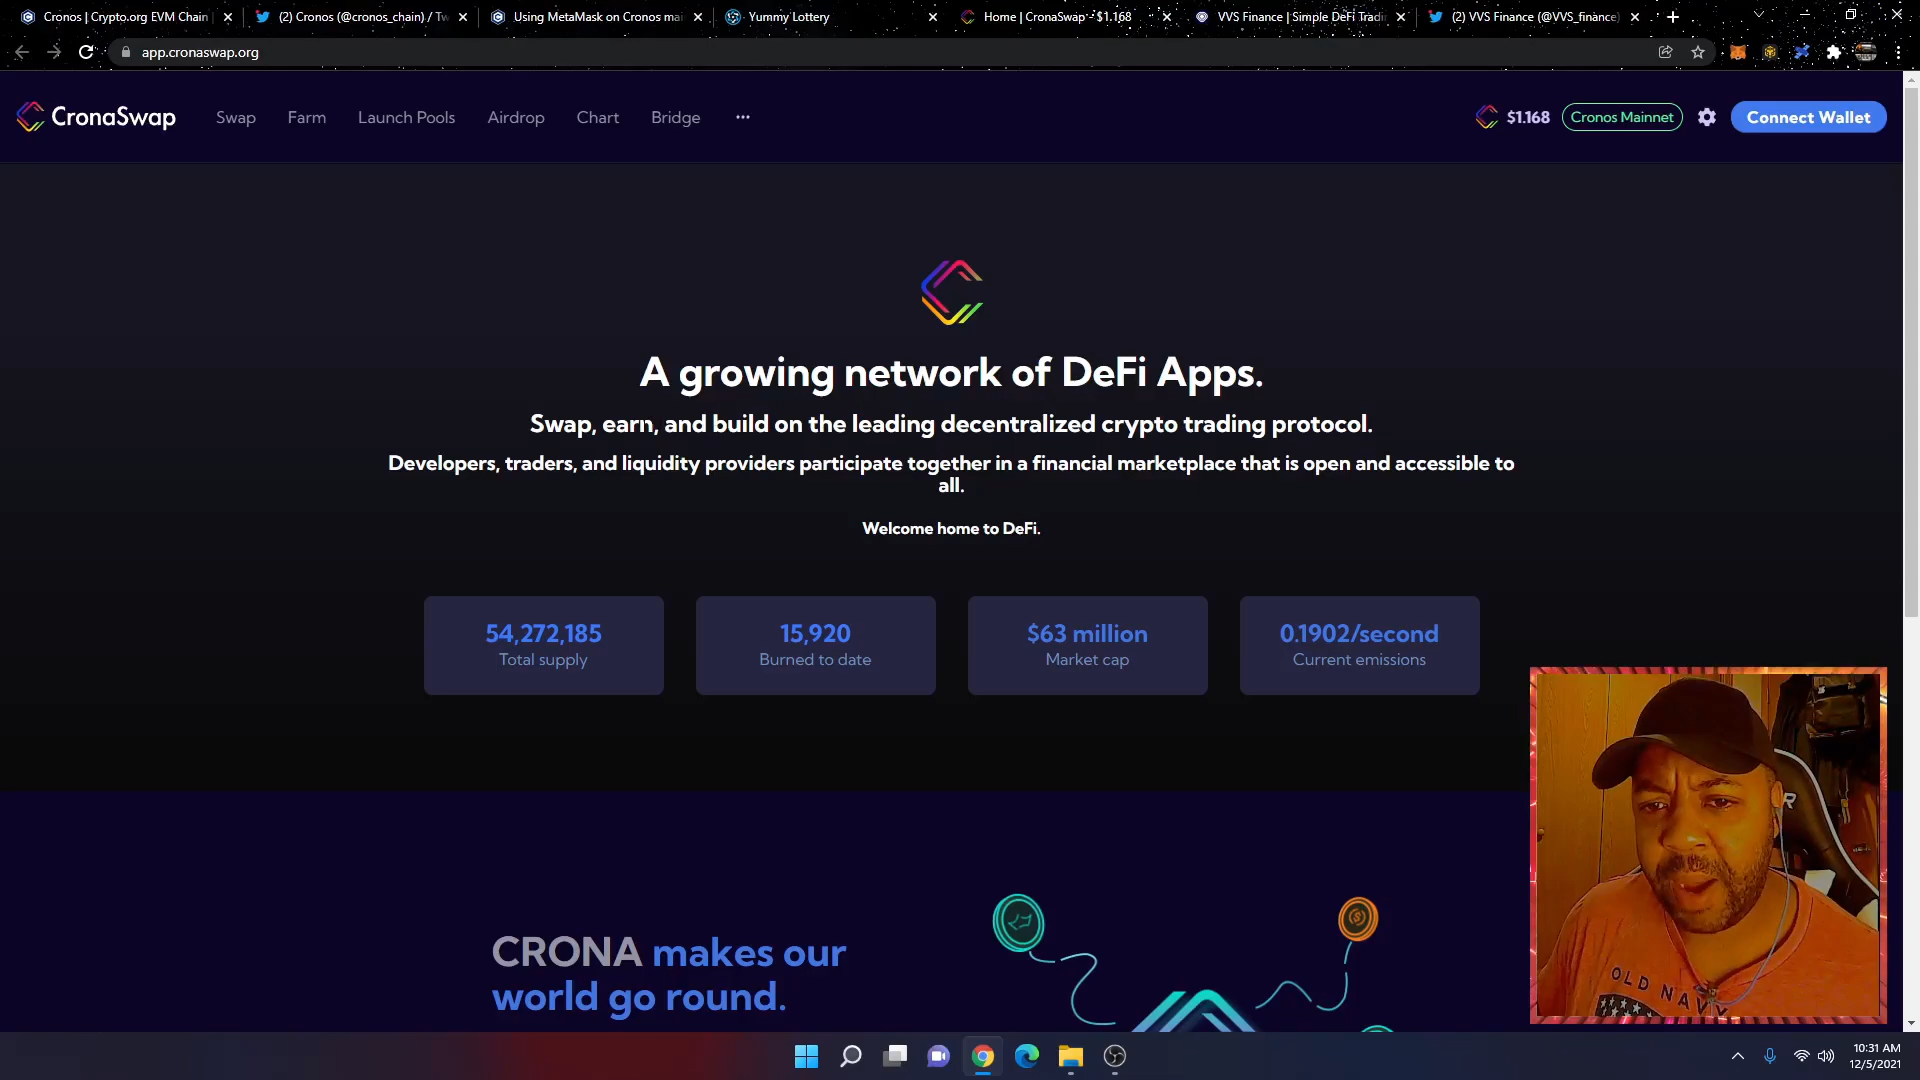 Cronos | Crypto.org EVM Chain
(2) Cronos (@cronos_chain) / Tw
Using MetaMask on Cronos mai
Yummy Lottery
Home | CronaSwap - $1.168
VVS Finance | Simple DeFi Tradi
(2) VVS Finance (@VVS_finance)
app.cronaswap.org
CronaSwap
Swap
Farm
Launch Pools
Airdrop
Chart
Bridge
$1.168
Cronos Mainnet
Connect Wallet
A growing network of DeFi Apps.
Swap, earn, and build on the leading decentralized crypto trading protocol.
Developers, traders, and liquidity providers participate together in a financial marketplace that is open and accessible to
all.
Welcome home to DeFi.
54,272,185
Total supply
15,920
Burned to date
$63 million
Market cap
0.1902/second
Current emissions
CRONA makes our
world go round.
OLD NAVY
10:31 AM
12/5/2021